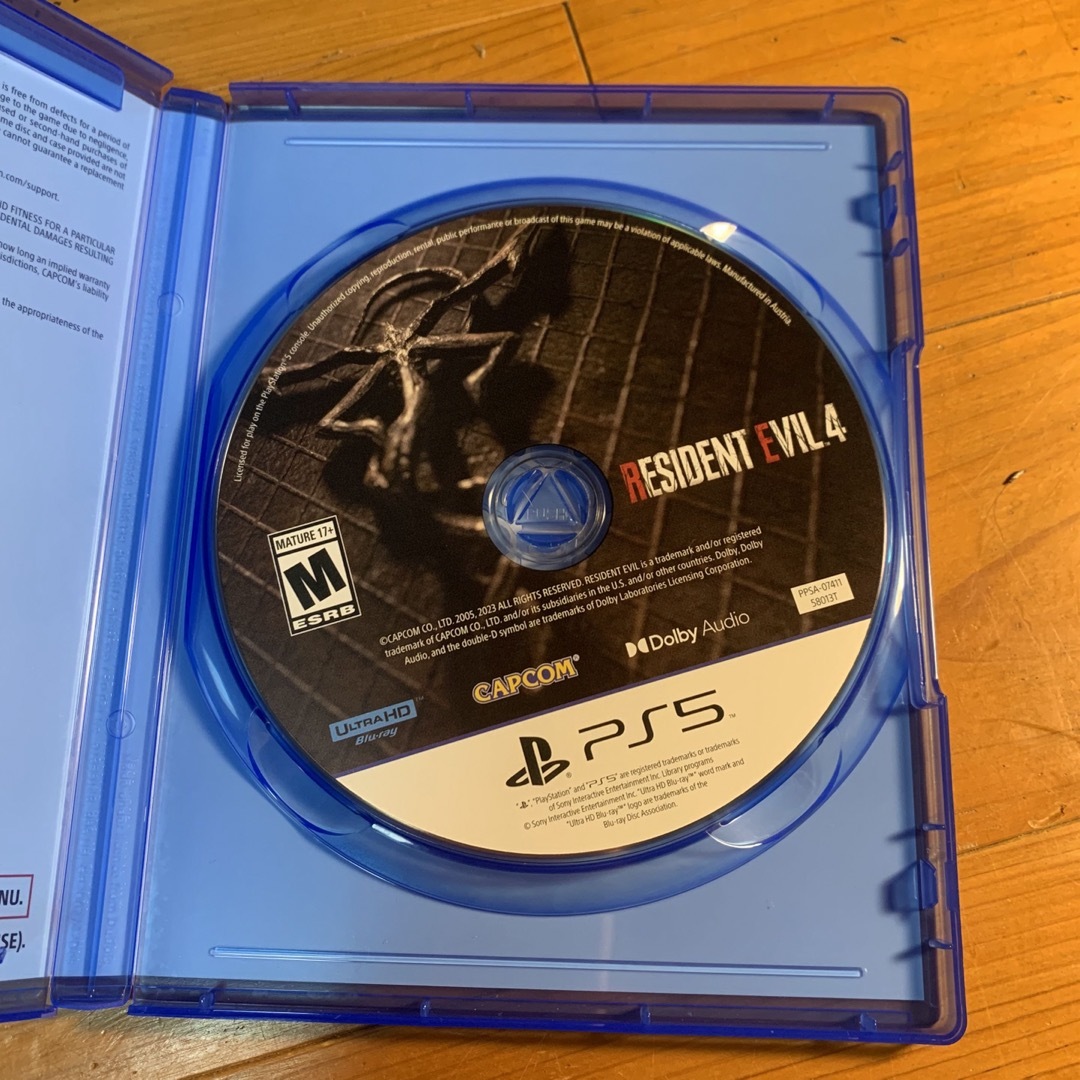 is free from defects for a period of
ge to the game due to negligence,
used or second-hand purchases of
me disc and case provided are not
cannot guarantee a replacement
n.com/support.
ND FITNESS FOR A PARTICULAR
DENTAL DAMAGES RESULTING
how long an implied warranty
isdictions, CAPCOM's liability
the appropriateness of the
NU.
SE).
Licensed for play on the PlayStation®5 console. Unauthorized copying, reproduction, rental, public performance or broadcast of this game may be a violation of applicable laws. Manufactured in Austria.
RESIDENT EVIL 4
PUSH
MATURE 17+
M
ESRB
©CAPCOM CO., LTD. 2005, 2023 ALL RIGHTS RESERVED. RESIDENT EVIL is a trademark and/or registered
trademark of CAPCOM CO., LTD. and/or its subsidiaries in the U.S. and/or other countries. Dolby, Dolby
Audio, and the double-D symbol are trademarks of Dolby Laboratories Licensing Corporation.
PPSA-07411
58013T
Dolby Audio
CAPCOM®
ULTRA HD™
Blu-ray
PS5™
"PlayStation" and "PS5" are registered trademarks or trademarks
of Sony Interactive Entertainment Inc. Library programs
© Sony Interactive Entertainment Inc. "Ultra HD Blu-ray™" word mark and
"Ultra HD Blu-ray™" logo are trademarks of the
Blu-ray Disc Association.